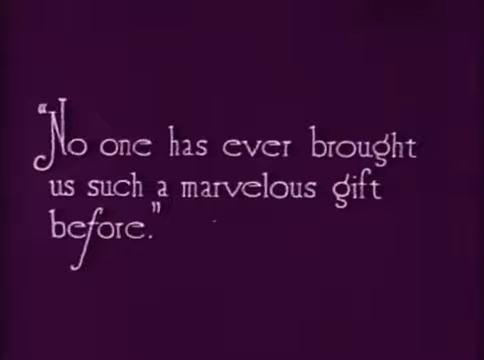 "No one has ever brought
us such a marvelous gift
before."